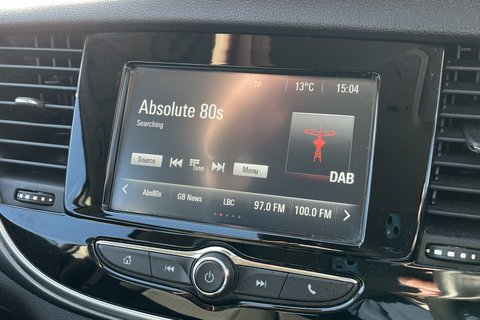 TP 13°C 15:04
Absolute 80s
Searching
Source Tune Menu
DAB
Abs80s GB News LBC 97.0 FM 100.0 FM